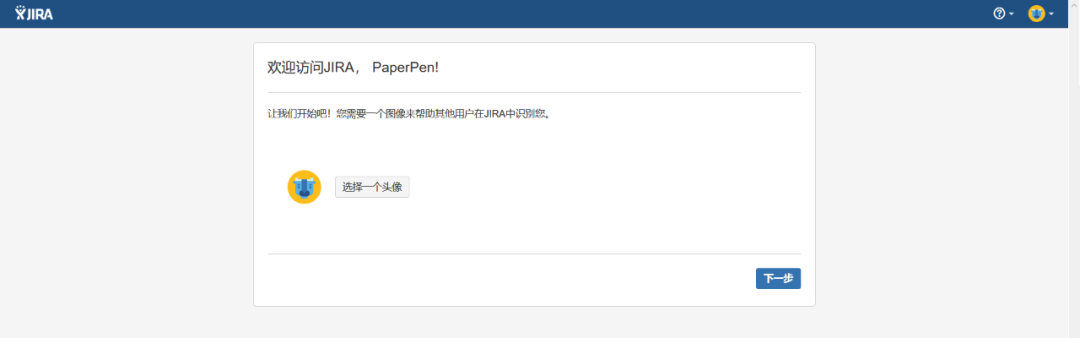 JIRA
欢迎访问JIRA， PaperPen!
让我们开始吧！您需要一个图像来帮助其他用户在JIRA中识别您。
选择一个头像
下一步